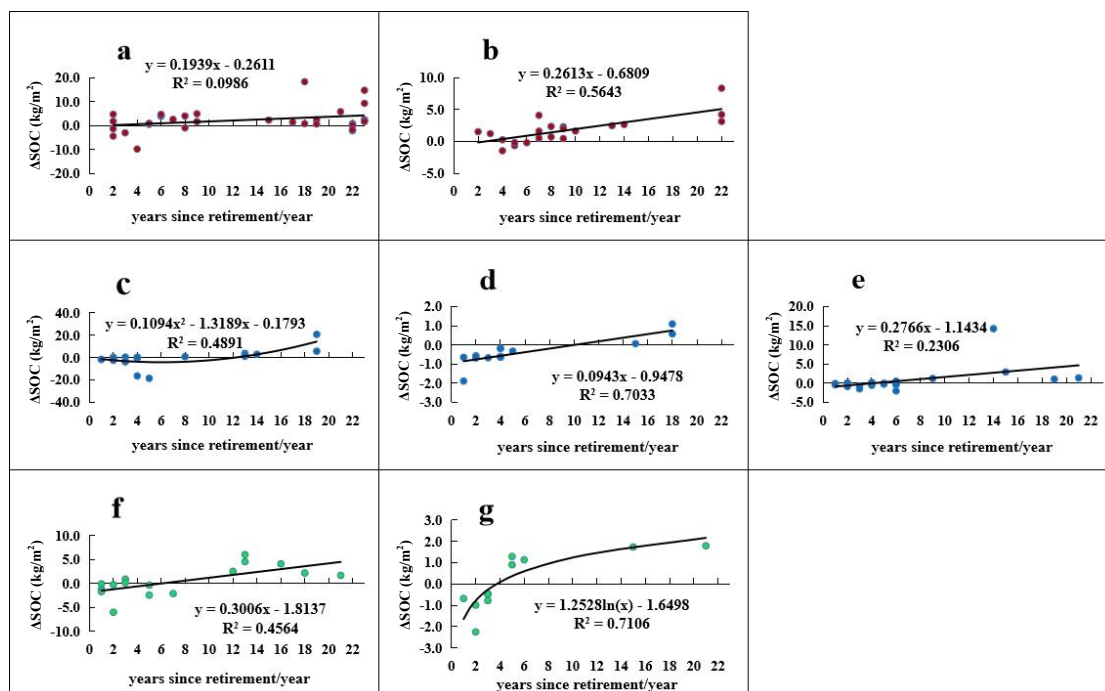 a
y = 0.1939x - 0.2611
R² = 0.0986
20.0
10.0
0.0
-10.0
-20.0
ΔSOC (kg/m²)
0 2 4 6 8 10 12 14 16 18 20 22
years since retirement/year
b
y = 0.2613x - 0.6809
R² = 0.5643
10.0
5.0
0.0
-5.0
ΔSOC (kg/m²)
0 2 4 6 8 10 12 14 16 18 20 22
years since retirement/year
c
y = 0.1094x² - 1.3189x - 0.1793
R² = 0.4891
40.0
20.0
0.0
-20.0
-40.0
ΔSOC (kg/m²)
0 2 4 6 8 10 12 14 16 18 20 22
years since retirement/year
d
2.0
1.0
0.0
-1.0
-2.0
-3.0
ΔSOC (kg/m²)
y = 0.0943x - 0.9478
R² = 0.7033
0 2 4 6 8 10 12 14 16 18 20 22
years since retirement/year
e
y = 0.2766x - 1.1434
R² = 0.2306
20.0
15.0
10.0
5.0
0.0
-5.0
ΔSOC (kg/m²)
0 2 4 6 8 10 12 14 16 18 20 22
years since retirement/year
f
10.0
5.0
0.0
-5.0
-10.0
ΔSOC (kg/m²)
y = 0.3006x - 1.8137
R² = 0.4564
0 2 4 6 8 10 12 14 16 18 20 22
years since retirement/year
g
3.0
2.0
1.0
0.0
-1.0
-2.0
-3.0
ΔSOC (kg/m²)
y = 1.2528ln(x) - 1.6498
R² = 0.7106
0 2 4 6 8 10 12 14 16 18 20 22
years since retirement/year